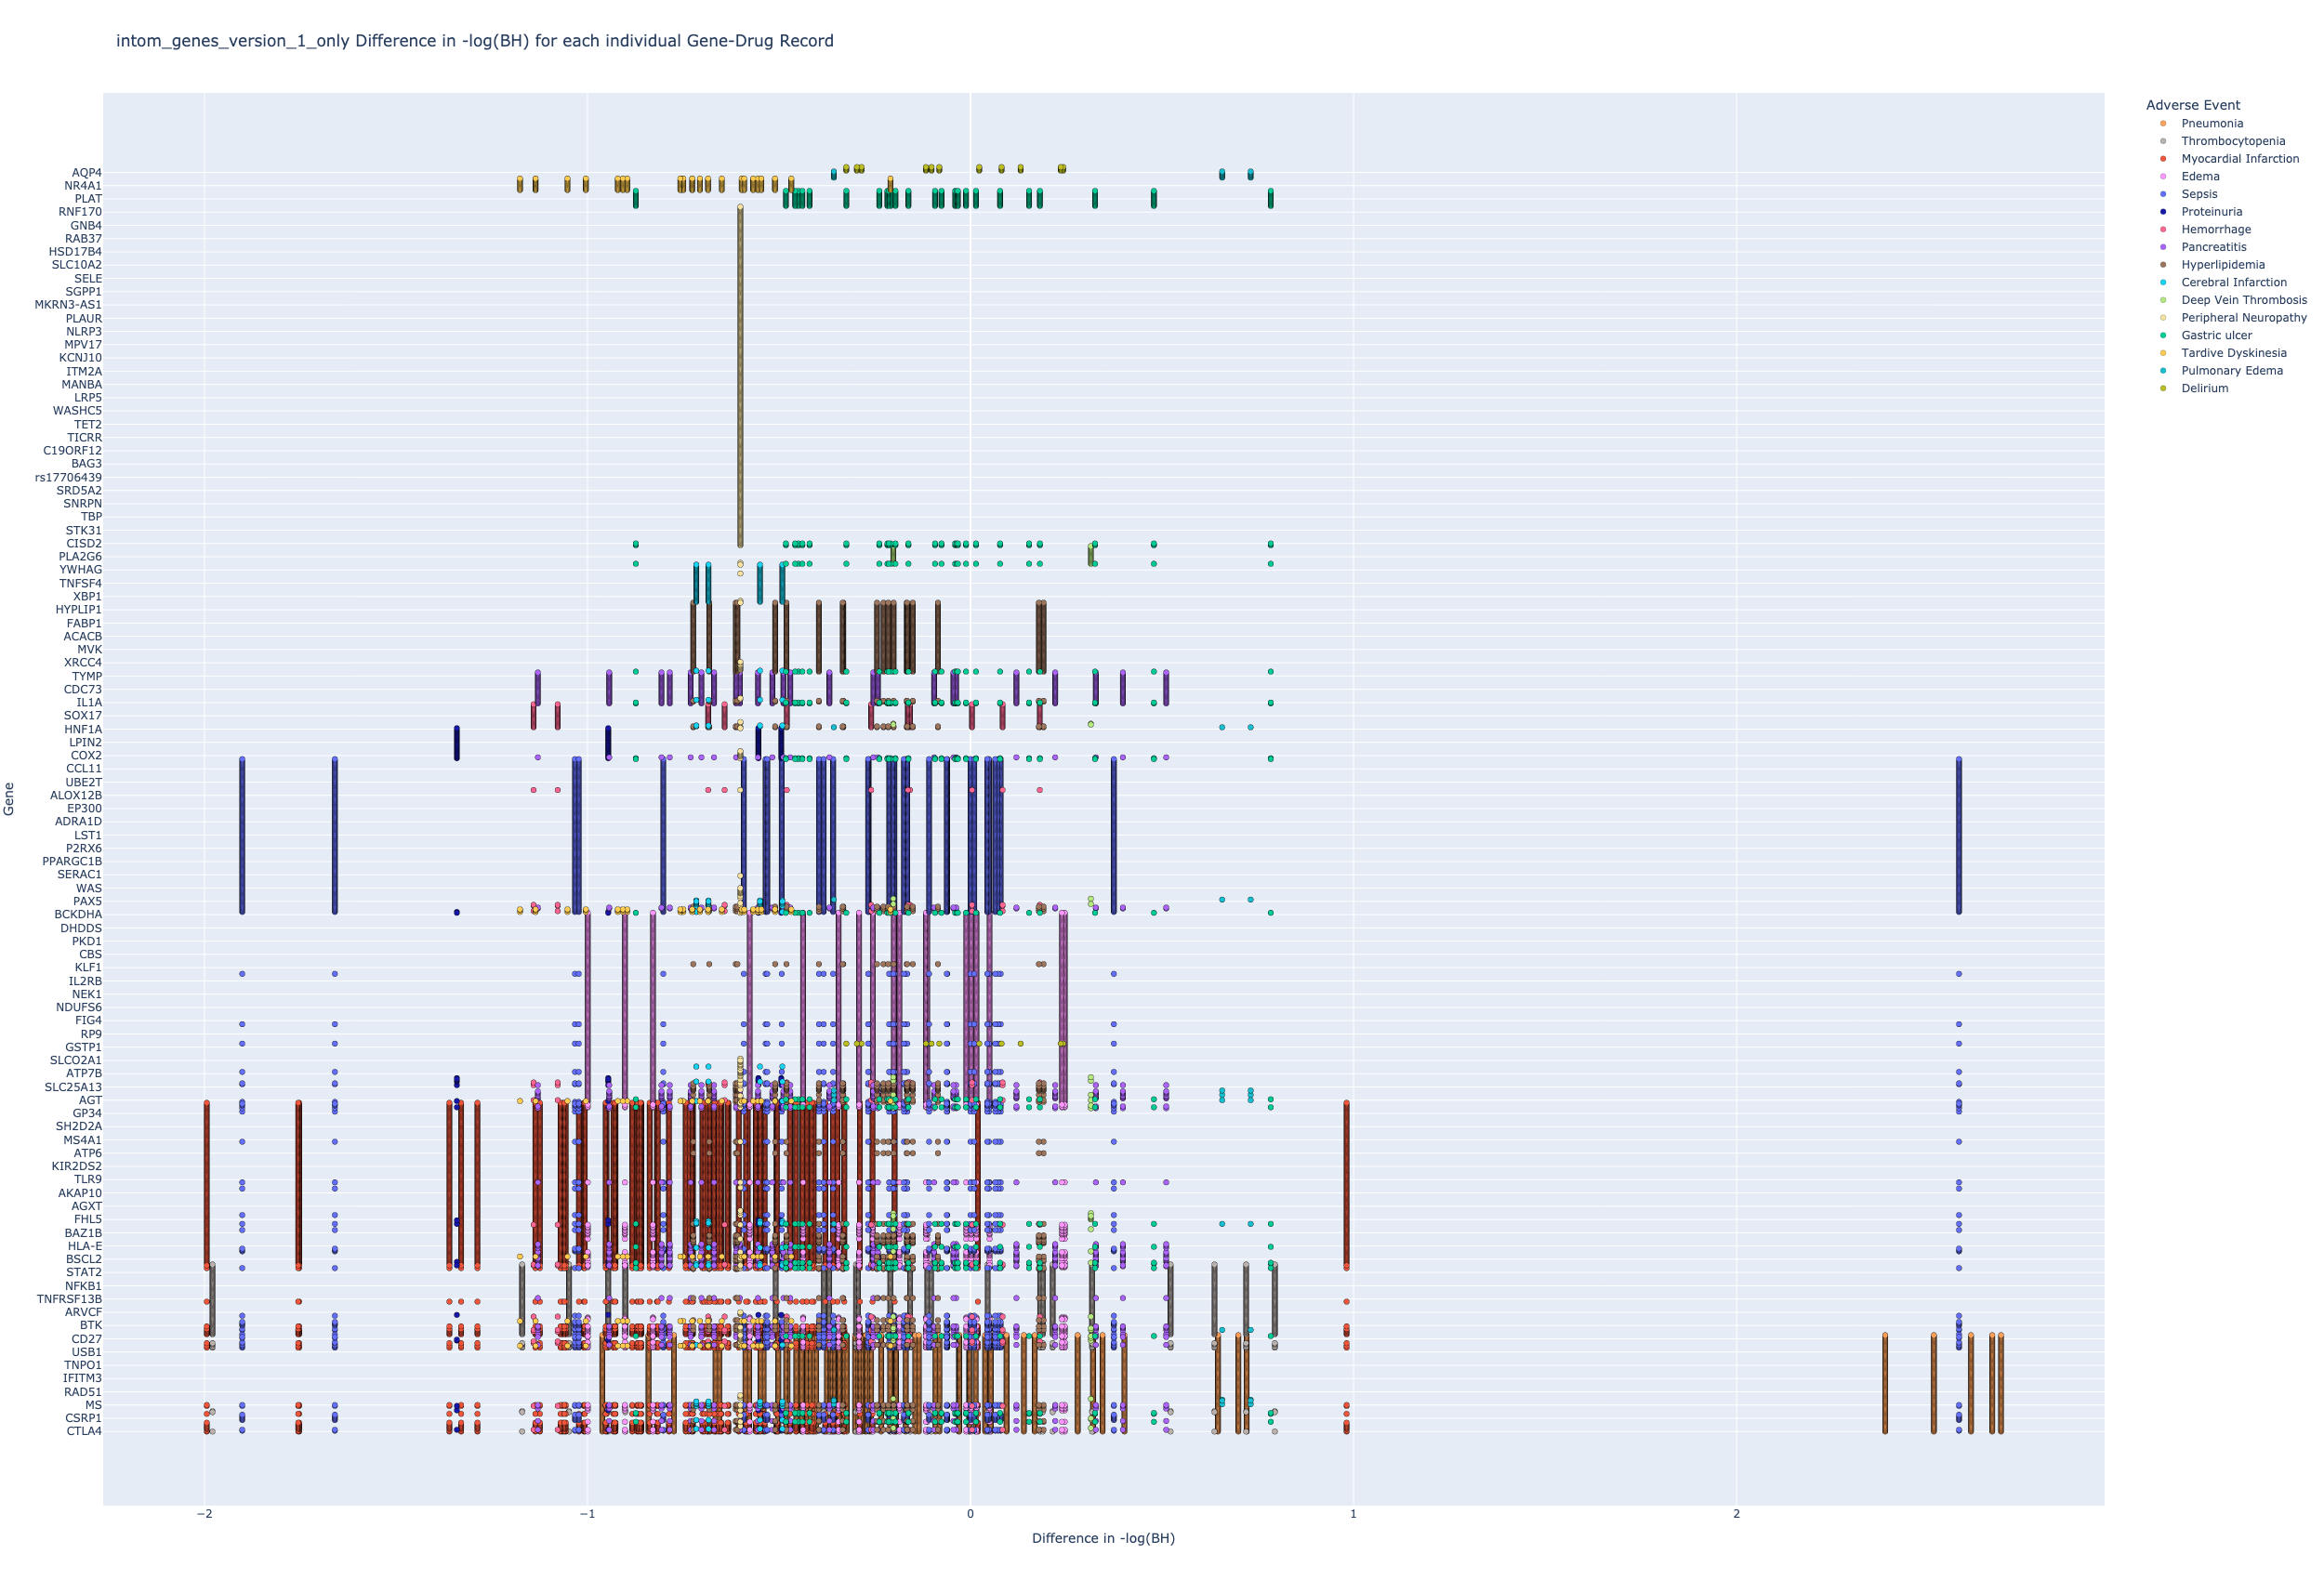 intom_genes_version_1_only Difference in -log(BH) for each individual Gene-Drug Record
Adverse Event
Pneumonia
Thrombocytopenia
Myocardial Infarction
Edema
Sepsis
Proteinuria
Hemorrhage
Pancreatitis
Hyperlipidemia
Cerebral Infarction
Deep Vein Thrombosis
Peripheral Neuropathy
Gastric ulcer
Tardive Dyskinesia
Pulmonary Edema
Delirium
Gene
AQP4
NR4A1
PLAT
RNF170
GNB4
RAB37
HSD17B4
SLC10A2
SELE
SGPP1
MKRN3-AS1
PLAUR
NLRP3
MPV17
KCNJ10
ITM2A
MANBA
LRP5
WASHC5
TET2
TICRR
C19ORF12
BAG3
rs17706439
SRD5A2
SNRPN
TBP
STK31
CISD2
PLA2G6
YWHAG
TNFSF4
XBP1
HYPLIP1
FABP1
ACACB
MVK
XRCC4
TYMP
CDC73
IL1A
SOX17
HNF1A
LPIN2
COX2
CCL11
UBE2T
ALOX12B
EP300
ADRA1D
LST1
P2RX6
PPARGC1B
SERAC1
WAS
PAX5
BCKDHA
DHDDS
PKD1
CBS
KLF1
IL2RB
NEK1
NDUFS6
FIG4
RP9
GSTP1
SLCO2A1
ATP7B
SLC25A13
AGT
GP34
SH2D2A
MS4A1
ATP6
KIR2DS2
TLR9
AKAP10
AGXT
FHL5
BAZ1B
HLA-E
BSCL2
STAT2
NFKB1
TNFRSF13B
ARVCF
BTK
CD27
USB1
TNPO1
IFITM3
RAD51
MS
CSRP1
CTLA4
−2 −1 0 1 2
Difference in -log(BH)